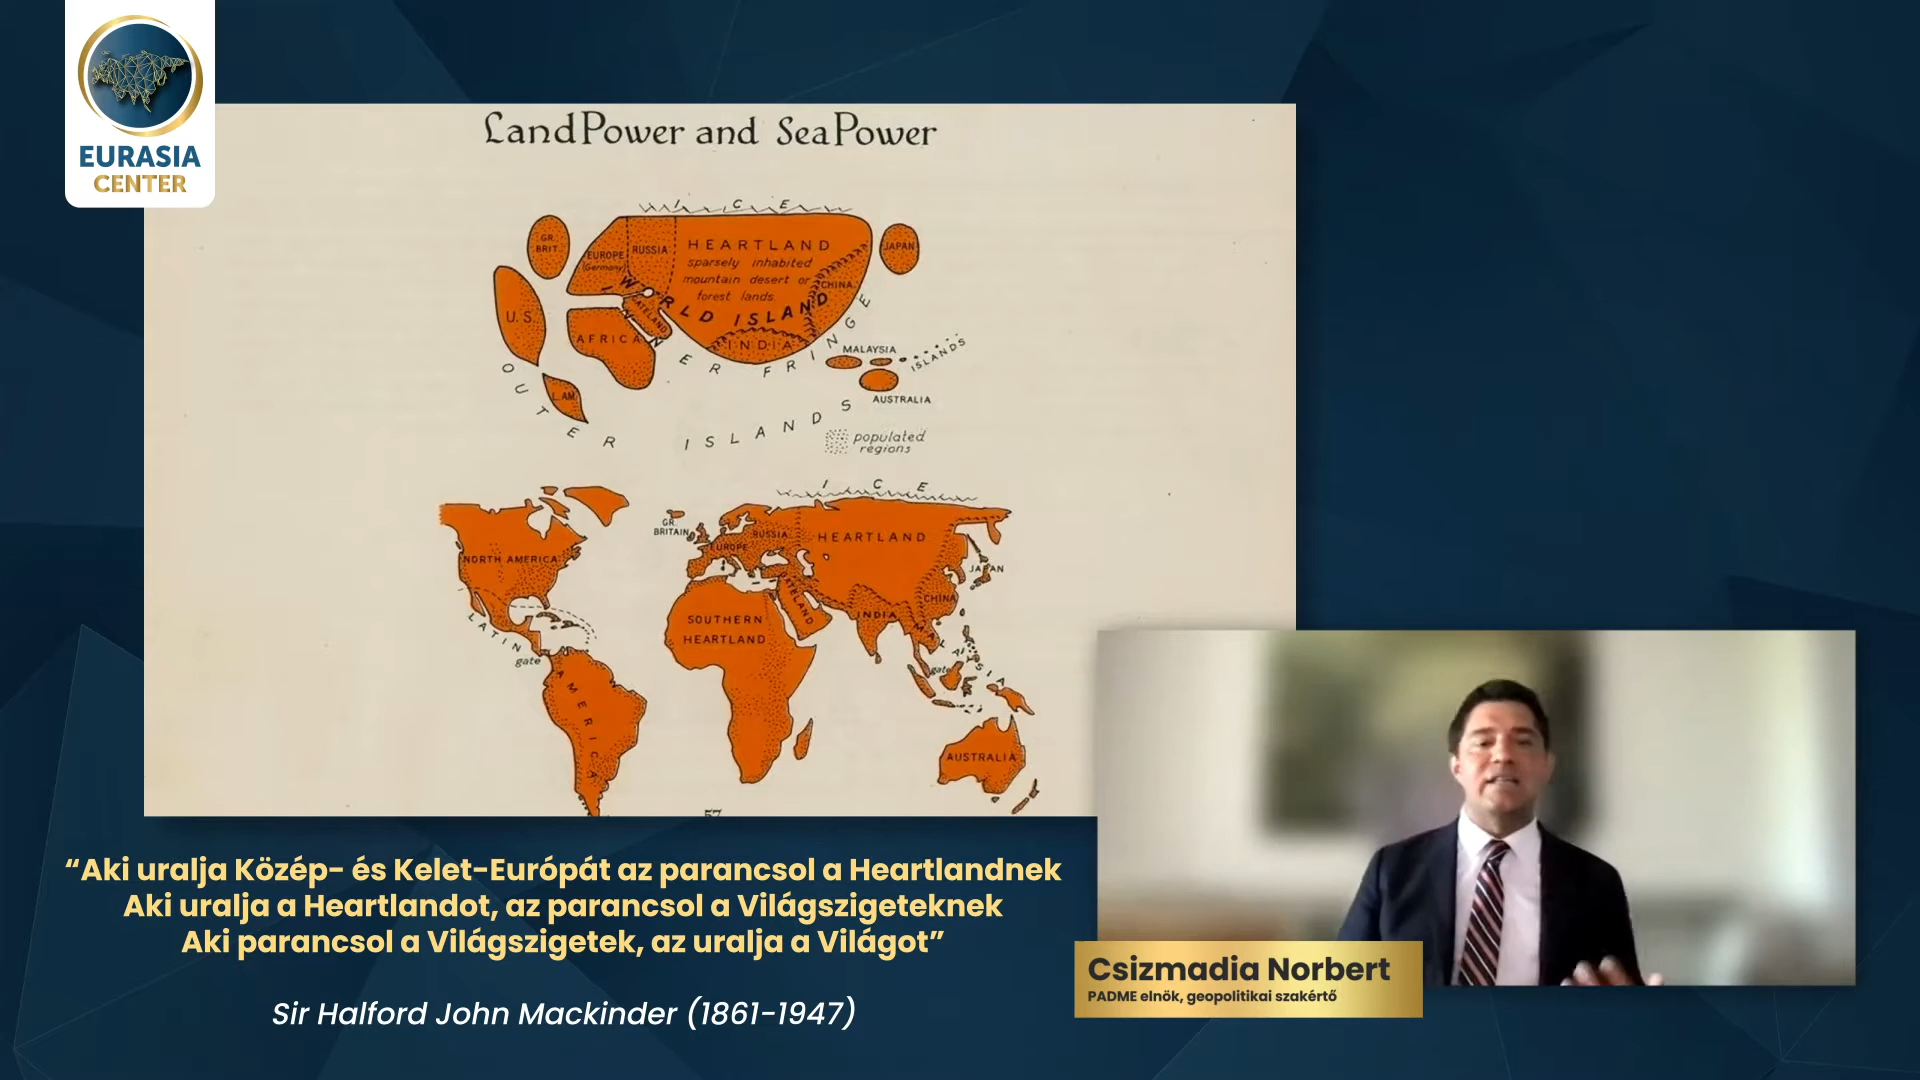 EURASIA
CENTER
Land Power and Sea Power
I C E
GR.
BRIT.
EUROPE
(Germany)
RUSSIA
HEARTLAND
sparsely inhabited
mountain desert or
forest lands
CHINA
JAPAN
WORLD ISLAND
U.S.
AFRICA
INDIA
INNER FRINGE
MALAYSIA
ISLANDS
L.AM.
AUSTRALIA
OUTER ISLANDS
populated
regions
I C E
GR.
BRITAIN
RUSSIA
EUROPE
HEARTLAND
NORTH AMERICA
JAPAN
CHINA
SOUTHERN
HEARTLAND
INDIA
MALAYSIA
LATIN
gate
gate
AMERICA
AUSTRALIA
57
“Aki uralja Közép- és Kelet-Európát az parancsol a Heartlandnek
Aki uralja a Heartlandot, az parancsol a Világszigeteknek
Aki parancsol a Világszigetek, az uralja a Világot”
Sir Halford John Mackinder (1861-1947)
Csizmadia Norbert
PADME elnök, geopolitikai szakértő